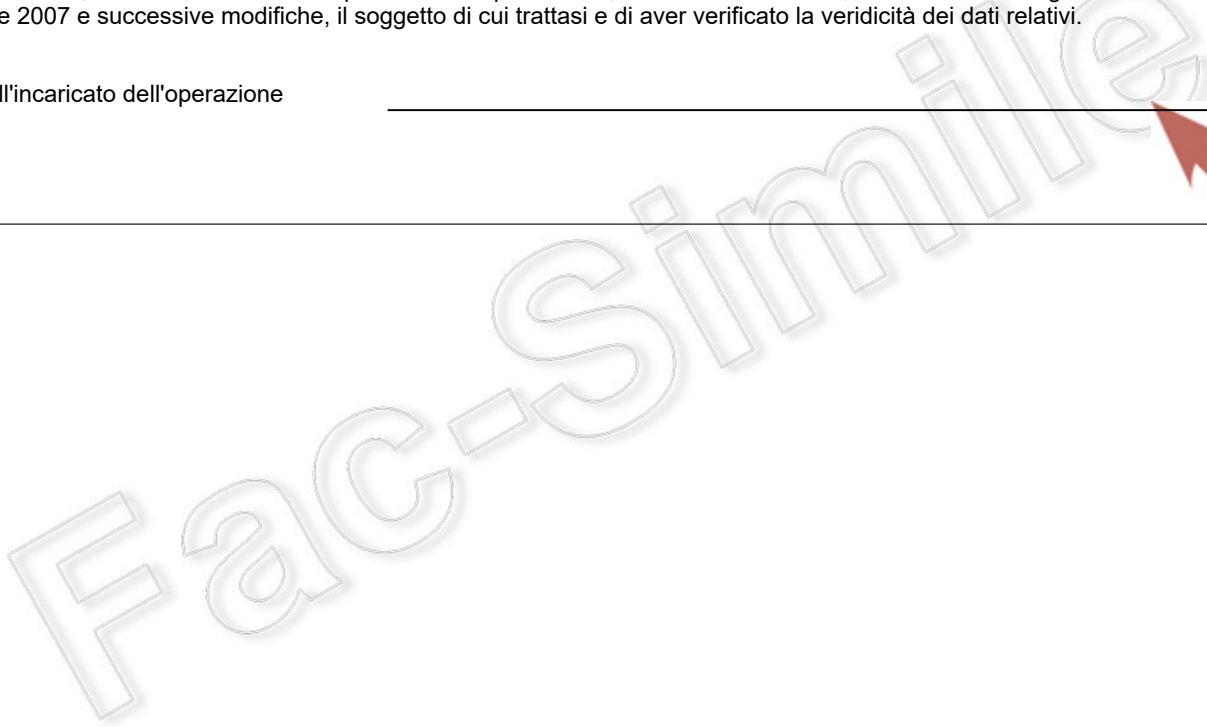 e 2007 e successive modifiche, il soggetto di cui trattasi e di aver verificato la veridicità dei dati relativi.
ll'incaricato dell'operazione
Fac-Simile